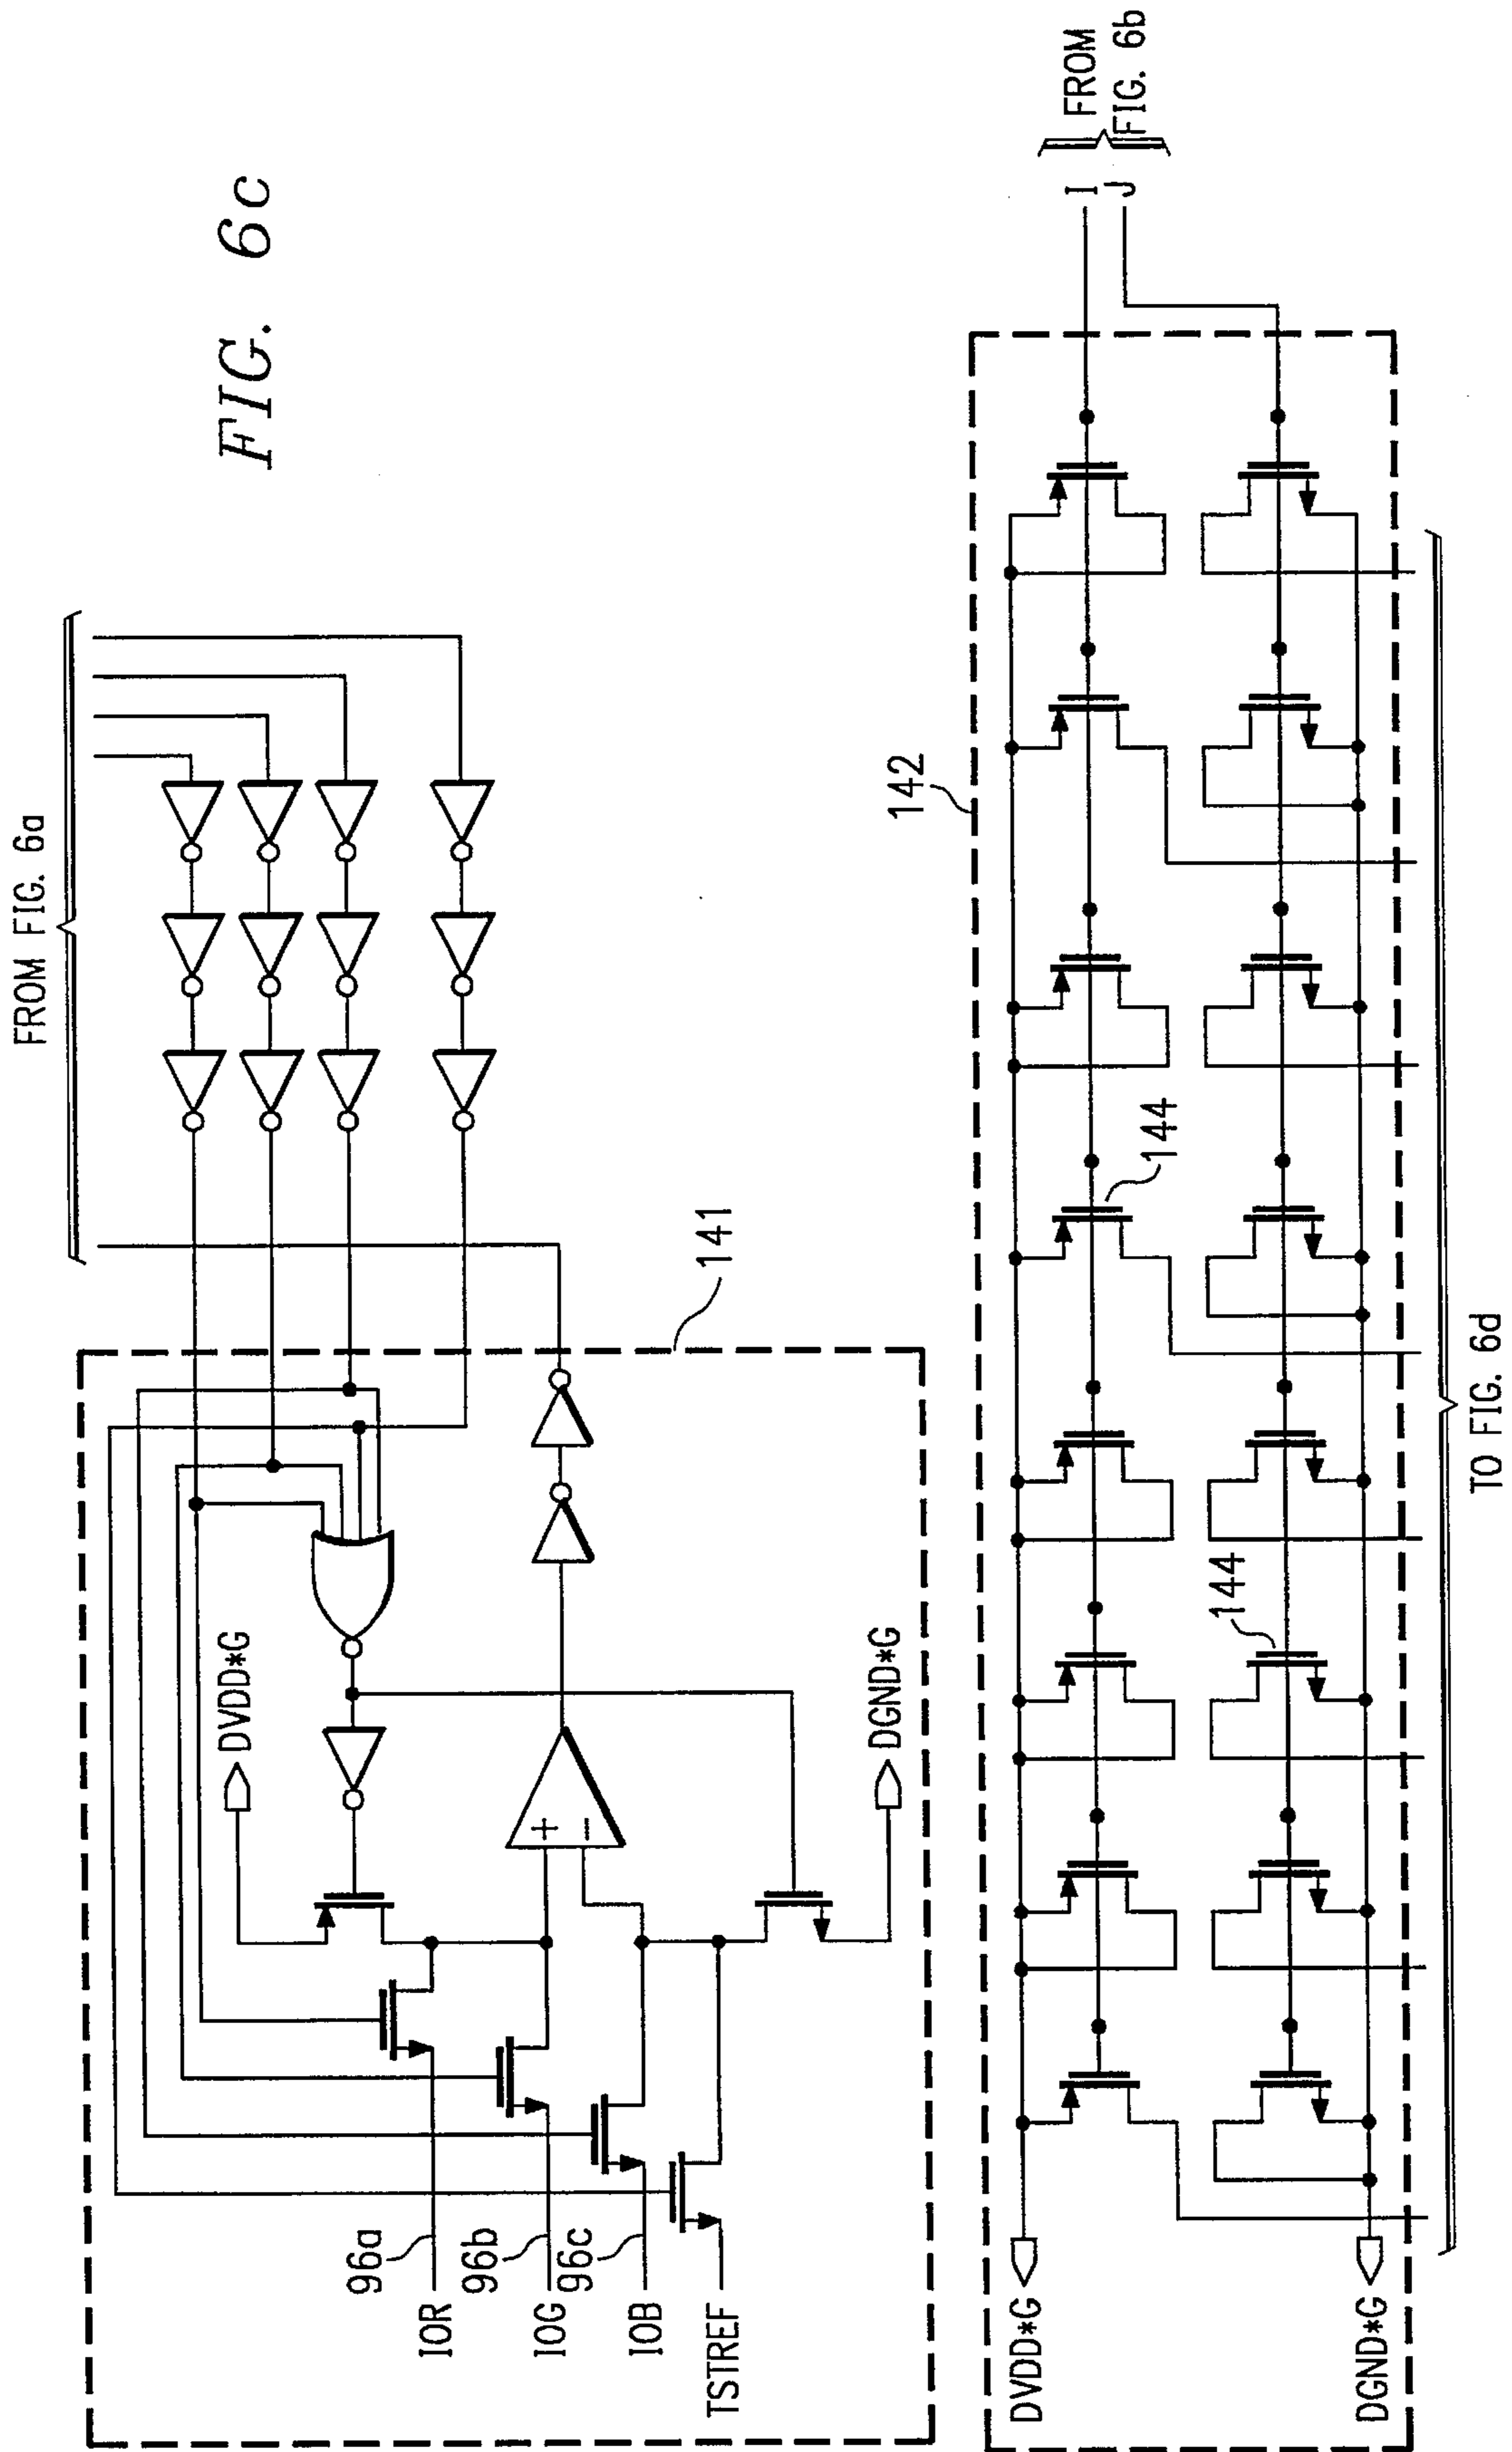 FIG. 6c
FROM FIG. 6a
141
DVDD*G
+
−
DGND*G
96a
IOR
96b
IOG
96c
IOB
TSTREF
142
FROM
FIG. 6b
I
J
144
144
DVDD*G
DGND*G
TO FIG. 6d